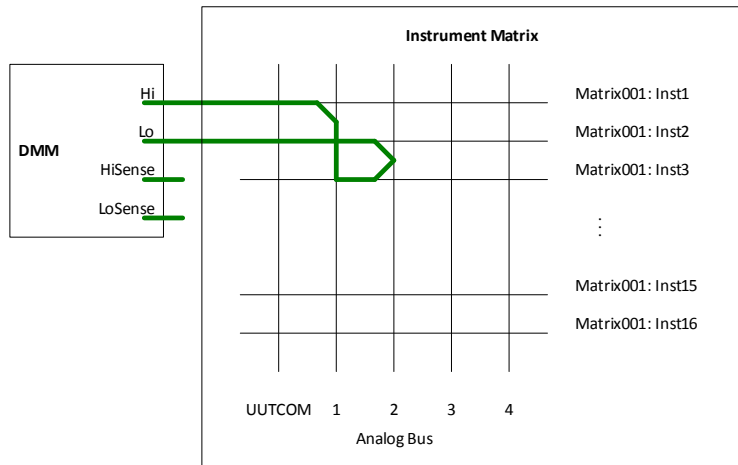 Instrument Matrix
Hi
Matrix001: Inst1
Lo
Matrix001: Inst2
DMM
HiSense
Matrix001: Inst3
LoSense
⋮
Matrix001: Inst15
Matrix001: Inst16
UUTCOM 1 2 3 4
Analog Bus